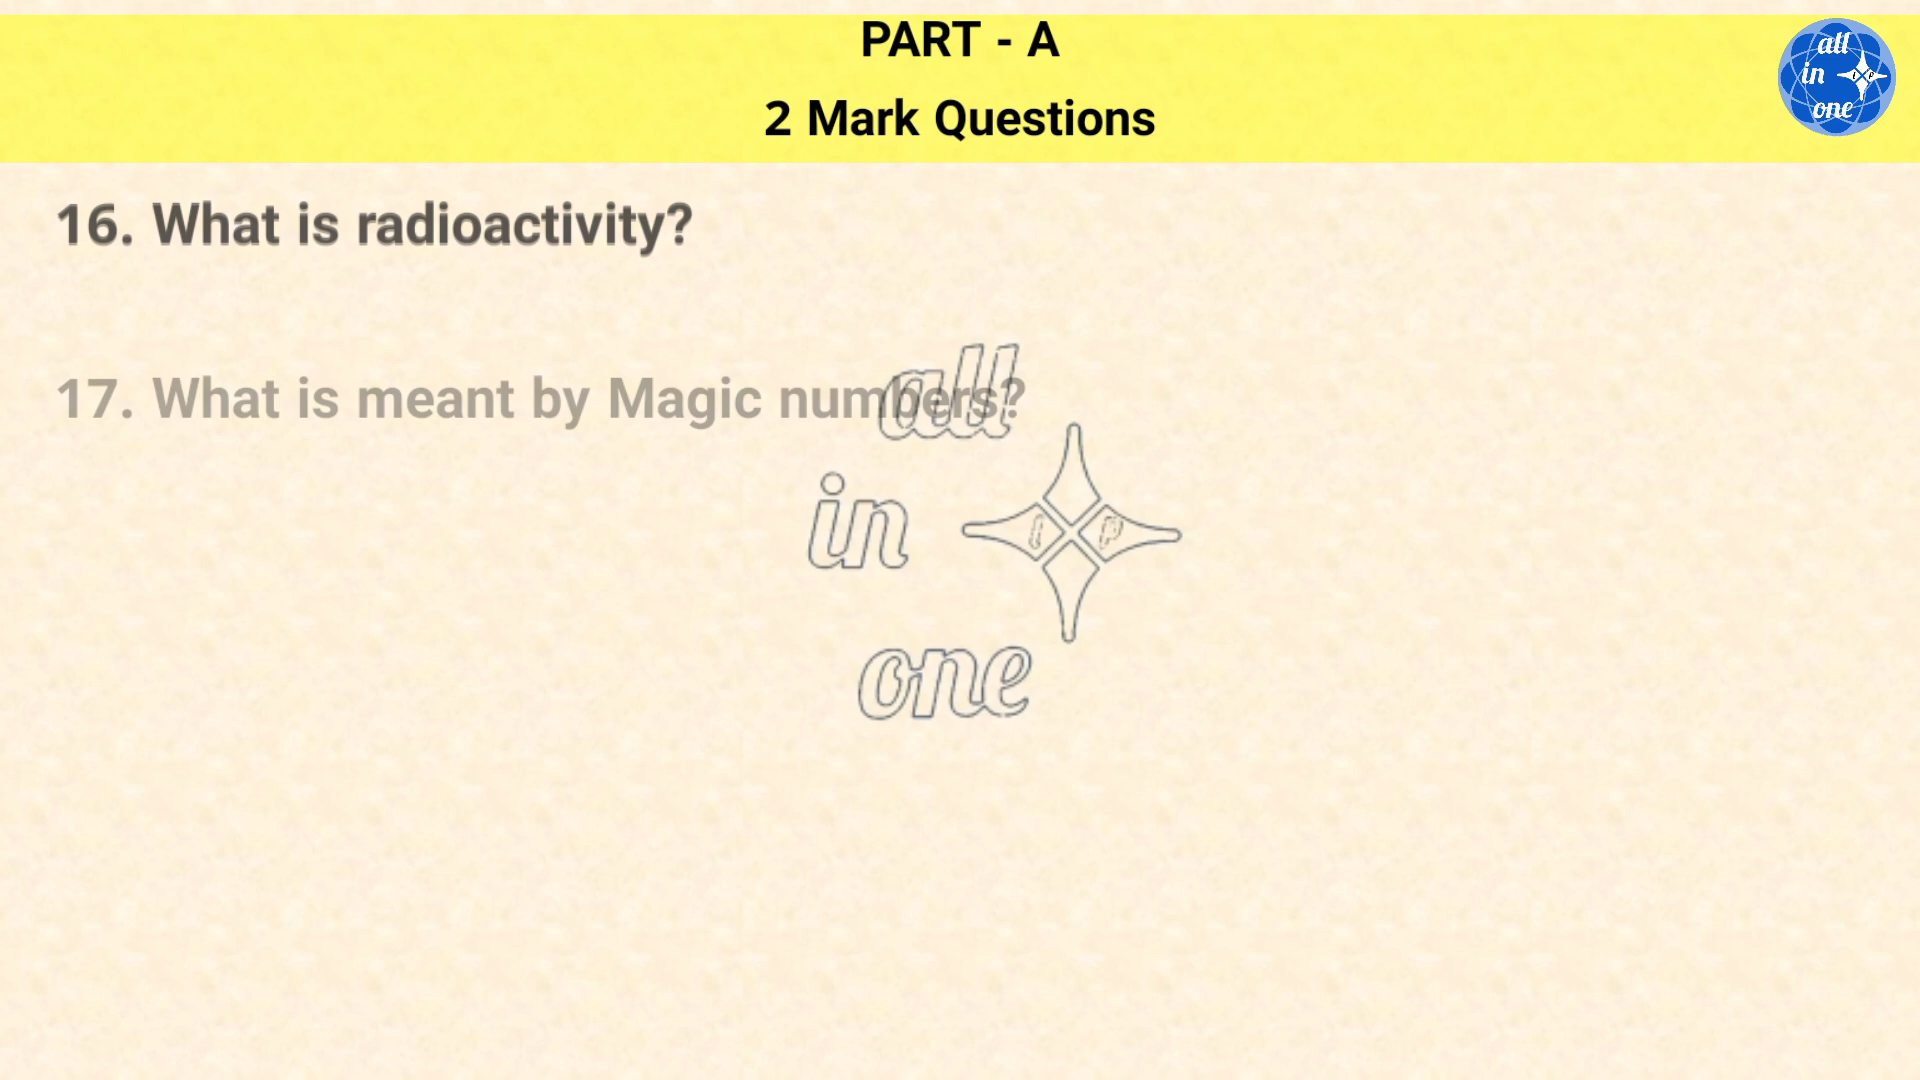 PART - A
2 Mark Questions
all
in
I P
one
16. What is radioactivity?
17. What is meant by Magic numbers?
all
in
I P
one